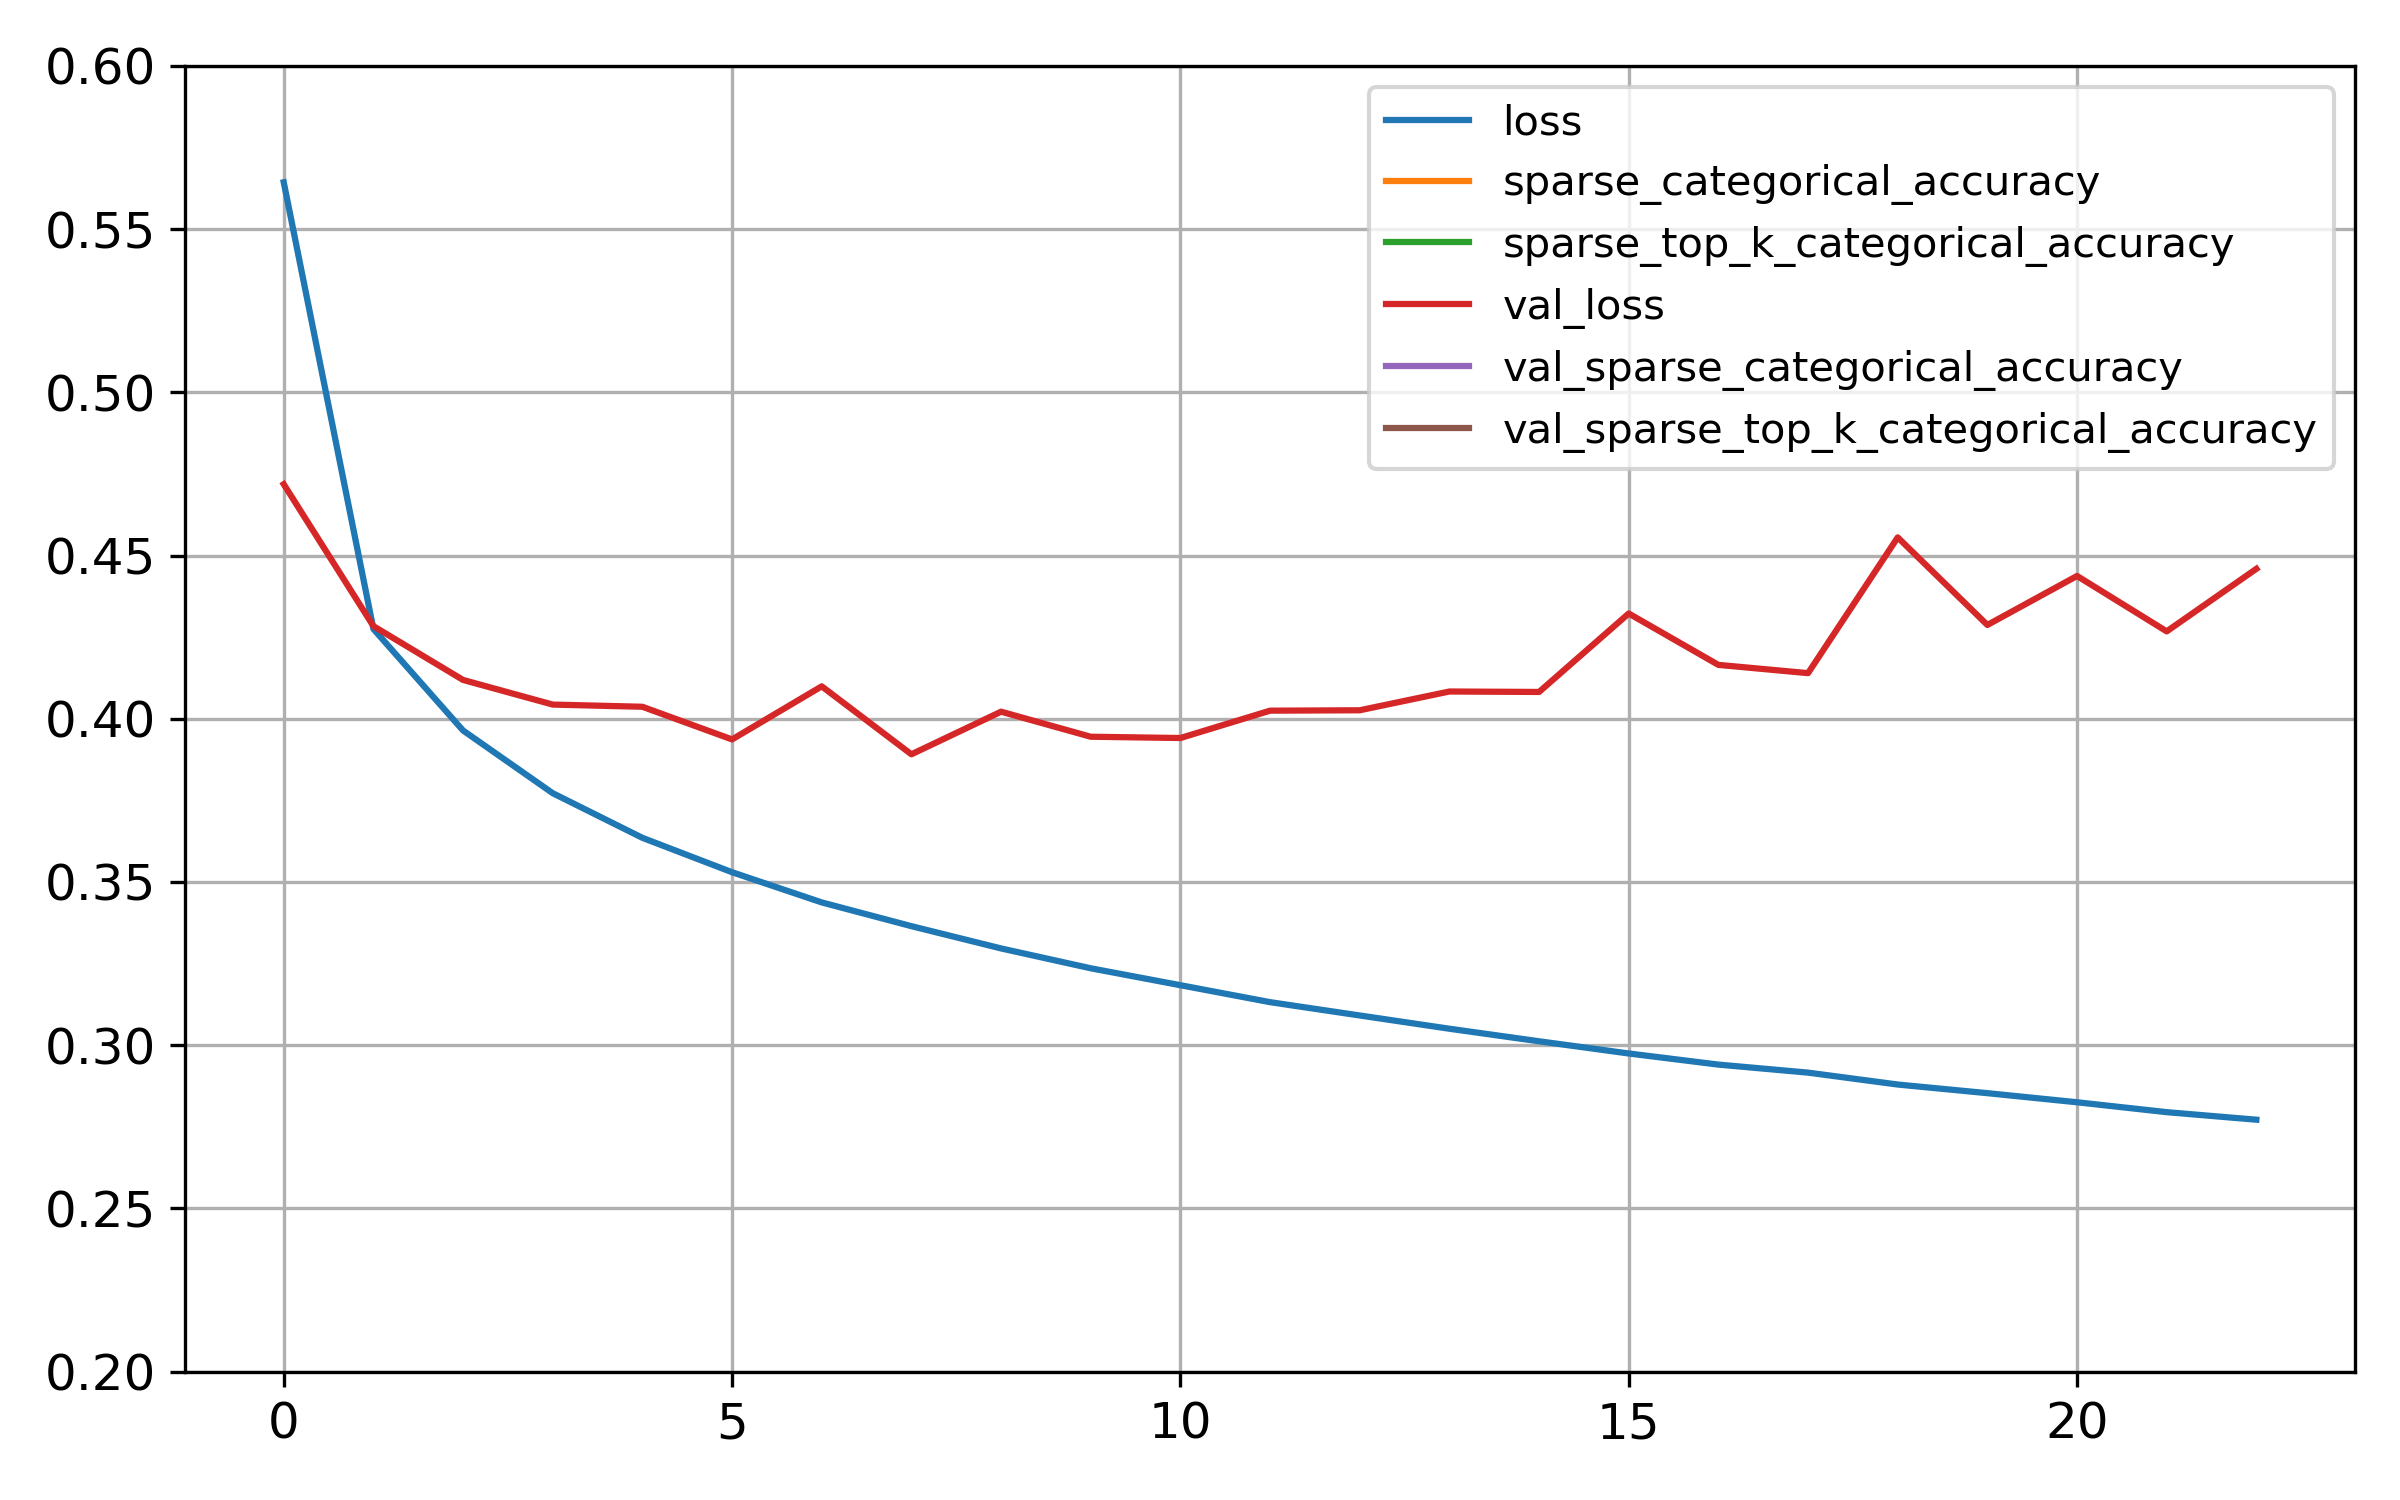 0.60
0.55
0.50
0.45
0.40
0.35
0.30
0.25
0.20
loss
sparse_categorical_accuracy
sparse_top_k_categorical_accuracy
val_loss
val_sparse_categorical_accuracy
val_sparse_top_k_categorical_accuracy
0 5 10 15 20